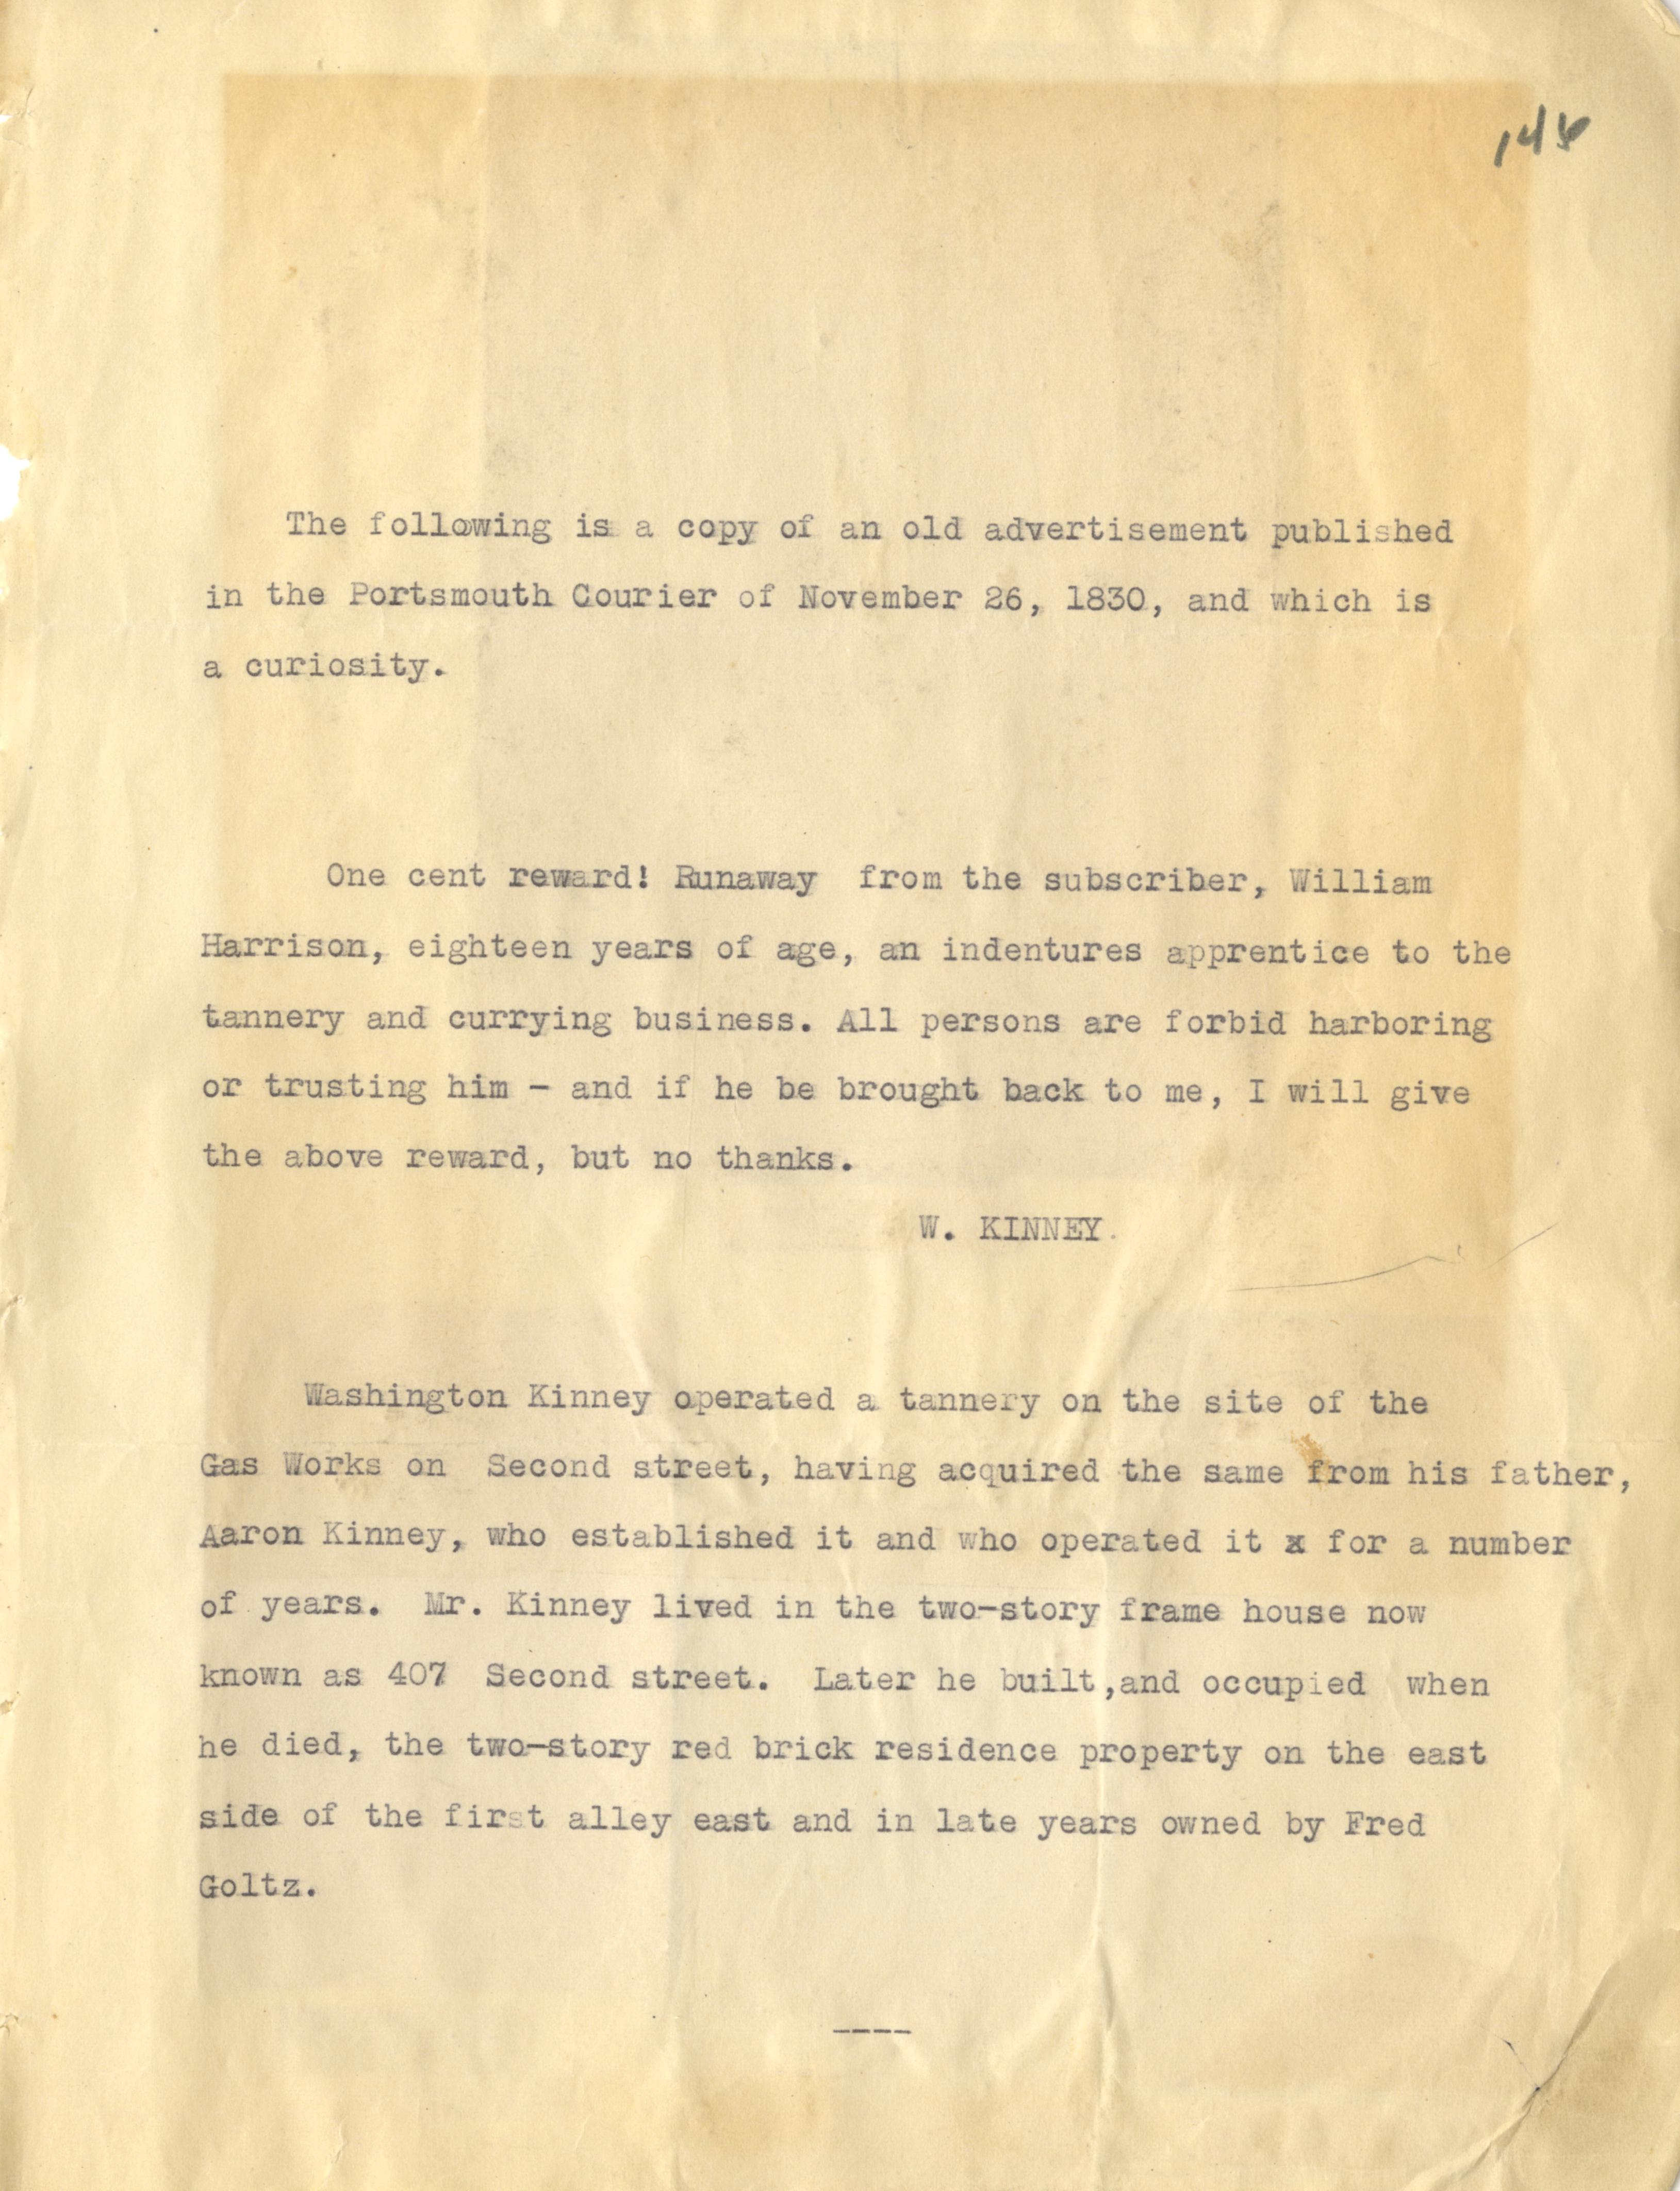 The following is a copy of an old advertisement published
in the Portsmouth Courier of November 26, 1830, and which is
a curiosity.
One cent reward! Runaway from the subscriber, William
Harrison, eighteen years of age, an indentures apprentice to the
tannery and currying business. All persons are forbid harboring
or trusting him - and if he be brought back to me, I will give
the above reward, but no thanks.
W. KINNEY.
Washington Kinney operated a tannery on the site of the
Gas Works on Second street, having acquired the same from his father,
Aaron Kinney, who established it and who operated it x for a number
of years. Mr. Kinney lived in the two-story frame house now
known as 407 Second street. Later he built,and occupied when
he died, the two-story red brick residence property on the east
side of the first alley east and in late years owned by Fred
Goltz.
----